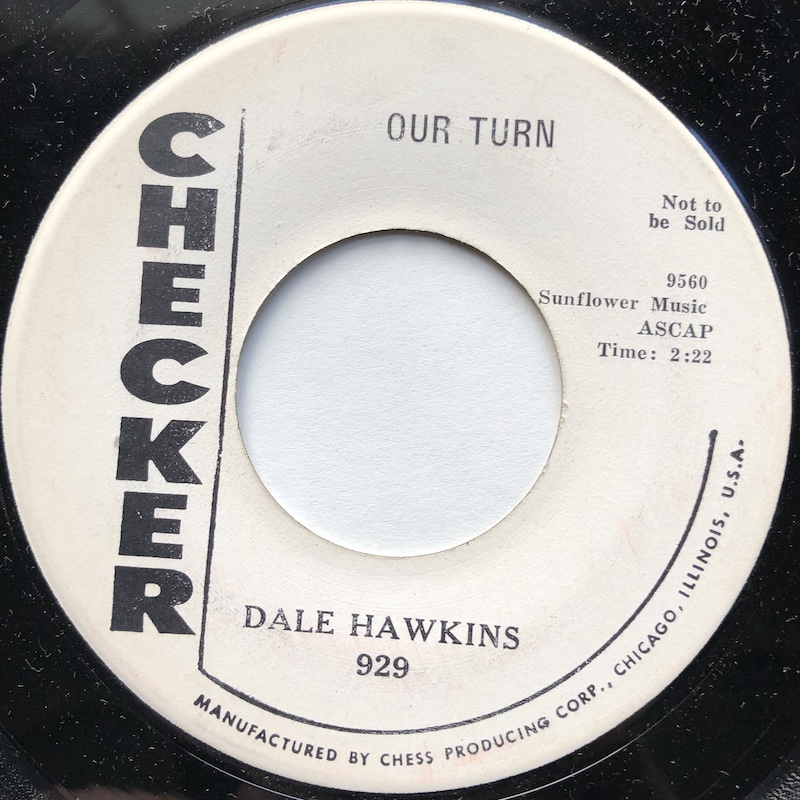 CHECKER
OUR TURN
Not to
be Sold
9560
Sunflower Music
ASCAP
Time: 2:22
DALE HAWKINS
929
MANUFACTURED BY CHESS PRODUCING CORP., CHICAGO, ILLINOIS, U.S.A.